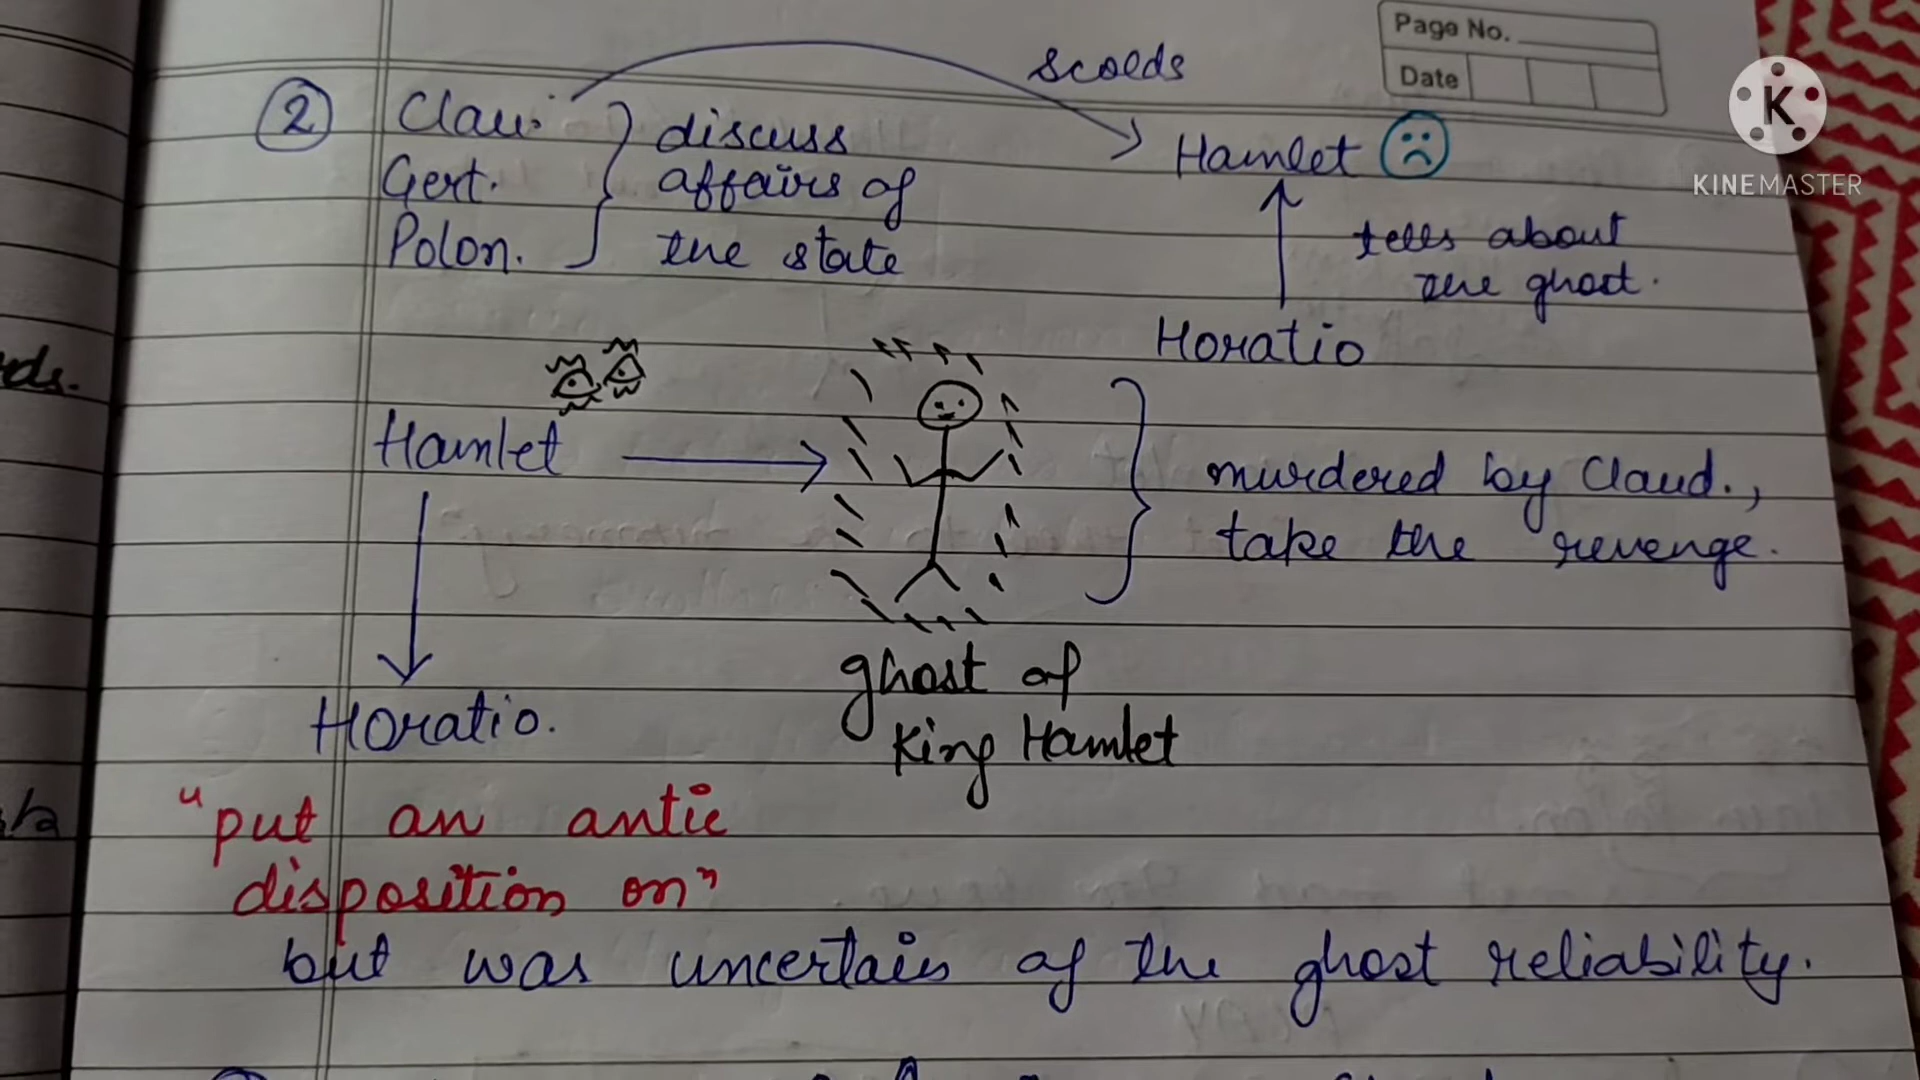 Page No.
Date
K
KINEMASTER
scolds
② Clau. discuss
Gert. affairs of
Polon. the state
Hamlet
tells about
the ghost.
Horatio
Hamlet
murdered by Claud.,
take the revenge.
ghost of
King Hamlet
Horatio.
"put an antic
disposition on"
but was uncertain of the ghost reliability.